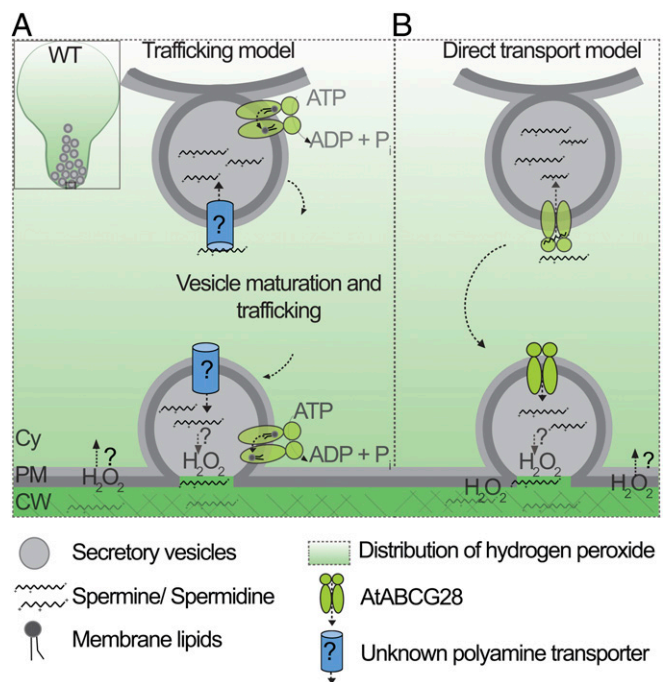 A
B
WT
Trafficking model
Direct transport model
ATP
ADP + Pi
?
Vesicle maturation and
trafficking
?
ATP
?
H2O2
ADP + Pi
?
H2O2
?
H2O2
H2O2
?
H2O2
Cy
PM
CW
Secretory vesicles
Distribution of hydrogen peroxide
Spermine/ Spermidine
AtABCG28
Membrane lipids
?
Unknown polyamine transporter